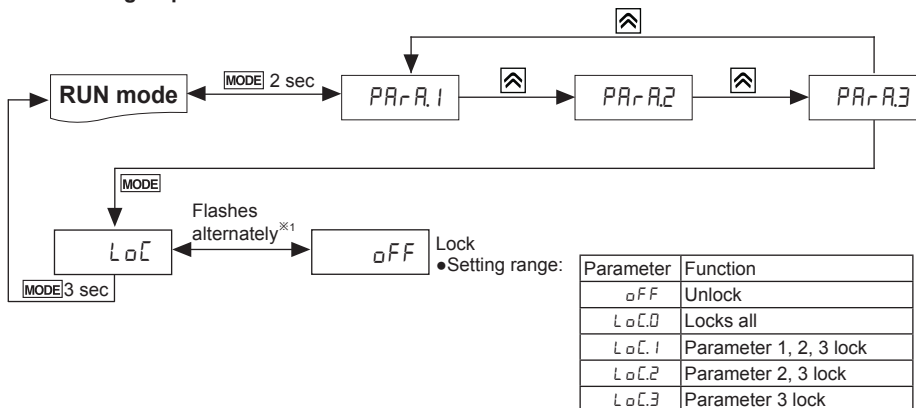 RUN mode
MODE 2 sec
PArA.1
PArA.2
PArA.3
MODE
LoC
Flashes
alternately※1
oFF
Lock
●Setting range:
MODE 3 sec
Parameter Function
oFF Unlock
LoC.0 Locks all
LoC.1 Parameter 1, 2, 3 lock
LoC.2 Parameter 2, 3 lock
LoC.3 Parameter 3 lock